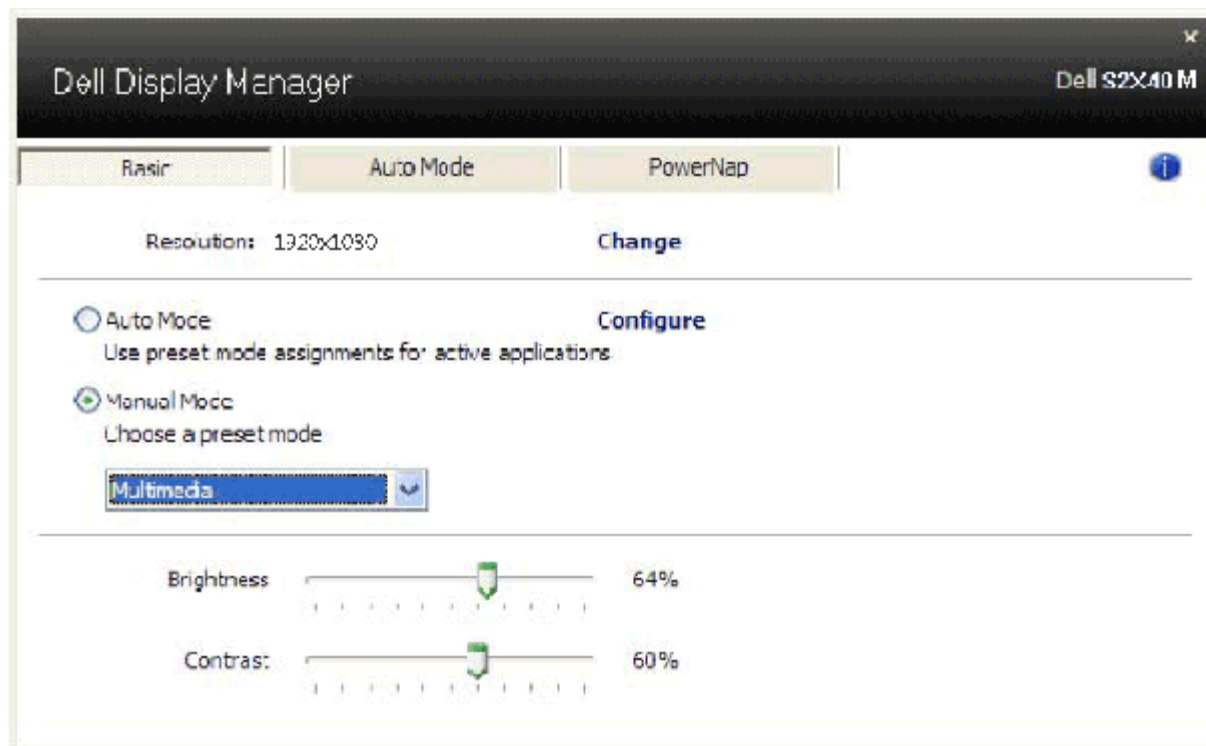 Dell Display Manager
Dell S2X40 M
Basic
Auto Mode
PowerNap
Resolution: 1920x1080
Change
Auto Mode
Configure
Use preset mode assignments for active applications
Manual Mode
Choose a preset mode
Multimedia
Brightness
64%
Contrast
60%